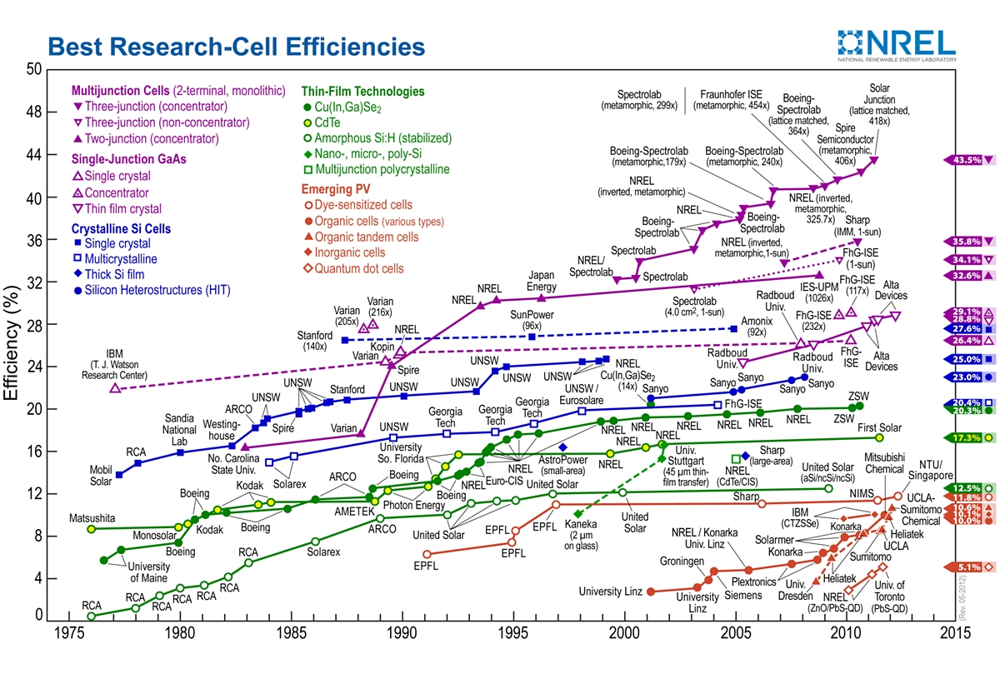 Best Research-Cell Efficiencies
NREL
NATIONAL RENEWABLE ENERGY LABORATORY
Efficiency (%)
50
48
44
40
36
32
28
24
20
16
12
8
4
0
Multijunction Cells (2-terminal, monolithic)
Three-junction (concentrator)
Three-junction (non-concentrator)
Two-junction (concentrator)
Single-Junction GaAs
Single crystal
Concentrator
Thin film crystal
Crystalline Si Cells
Single crystal
Multicrystalline
Thick Si film
Silicon Heterostructures (HIT)
Thin-Film Technologies
Cu(In,Ga)Se2
CdTe
Amorphous Si:H (stabilized)
Nano-, micro-, poly-Si
Multijunction polycrystalline
Emerging PV
Dye-sensitized cells
Organic cells (various types)
Organic tandem cells
Inorganic cells
Quantum dot cells
Spectrolab
(metamorphic, 299x)
Fraunhofer ISE
(metamorphic, 454x)
Boeing-
Spectrolab
(lattice matched,
364x)
Solar
Junction
(lattice matched,
418x)
Spire
Semiconductor
(metamorphic,
406x)
Boeing-Spectrolab
(metamorphic,179x)
Boeing-Spectrolab
(metamorphic, 240x)
NREL
(inverted, metamorphic)
NREL
Boeing-
Spectrolab
Boeing-
Spectrolab
NREL (inverted,
metamorphic,
325.7x)
NREL (inverted,
metamorphic,1-sun)
Sharp
(IMM, 1-sun)
FhG-ISE
(1-sun)
Spectrolab
NREL/
Spectrolab
Spectrolab
Spectrolab
(4.0 cm2, 1-sun)
IES-UPM
(1026x)
FhG-ISE
(117x)
Alta
Devices
Radboud
Univ.
FhG-ISE
(232x)
Japan
Energy
NREL
NREL
Varian
(216x)
Varian
(205x)
SunPower
(96x)
Amonix
(92x)
Stanford
(140x)
NREL
Kopin
Varian
Spire
IBM
(T. J. Watson
Research Center)
Radboud
Univ.
Radboud
Univ.
FhG-
ISE
Alta
Devices
UNSW
UNSW
UNSW
UNSW
Stanford
UNSW
UNSW
ARCO
Spire
NREL
Cu(In,Ga)Se2
(14x)
Sanyo
Sanyo
Sanyo
Sanyo
Sanyo
UNSW /
Eurosolare
FhG-ISE
Georgia
Tech
Georgia
Tech
Georgia
Tech
UNSW
Varian
Sandia
National
Lab
Westing-
house
RCA
Mobil
Solar
No. Carolina
State Univ.
Solarex
University
So. Florida
ZSW
ZSW
NREL
NREL
NREL
NREL
NREL
NREL
NREL
NREL
NREL
NREL
First Solar
NREL
NREL
Euro-CIS
AstroPower
(small-area)
Univ.
Stuttgart
(45 µm thin-
film transfer)
Sharp
(large-area)
NREL
(CdTe/CIS)
Mitsubishi
Chemical
NTU/
Singapore
United Solar
(aSi/ncSi/ncSi)
ARCO
Boeing
Kodak
Boeing
Matsushita
Monosolar
Kodak
Boeing
Boeing
University
of Maine
AMETEK
Photon Energy
Boeing
ARCO
United Solar
United Solar
United
Solar
Solarex
RCA
RCA
RCA
RCA
RCA
RCA
RCA
EPFL
EPFL
EPFL
EPFL
Kaneka
(2 µm
on glass)
Sharp
NIMS
IBM
(CTZSSe)
UCLA-
Sumitomo
Chemical
Konarka
Heliatek
UCLA
Sumitomo
Solarmer
Konarka
NREL / Konarka
Univ. Linz
Groningen
University Linz
University
Linz
Siemens
Plextronics
Univ.
Dresden
Heliatek
NREL
(ZnO/PbS-QD)
Univ. of
Toronto
(PbS-QD)
43.5%
35.8%
34.1%
32.6%
29.1%
28.8%
27.6%
26.4%
25.0%
23.0%
20.4%
20.3%
17.3%
12.5%
11.8%
10.6%
10.1%
10.0%
5.1%
(Rev. 05-2012)
1975
1980
1985
1990
1995
2000
2005
2010
2015